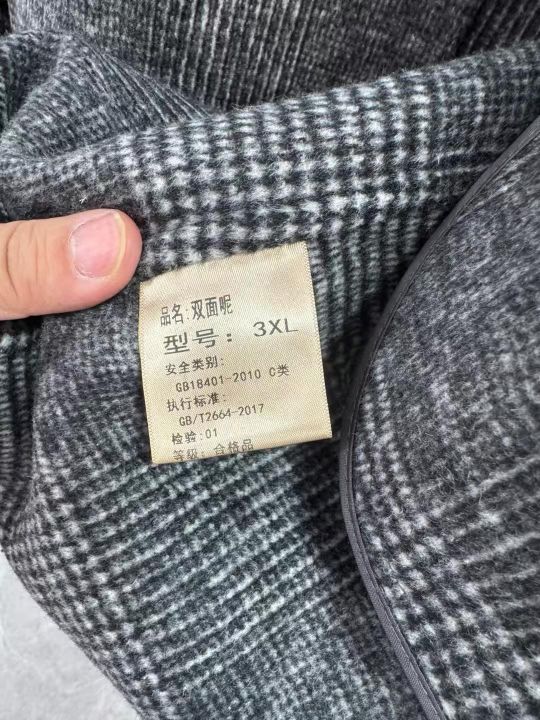 品名:双面呢
型号: 3XL
安全类别:
GB18401-2010 C类
执行标准:
GB/T2664-2017
检验:01
等级: 合格品